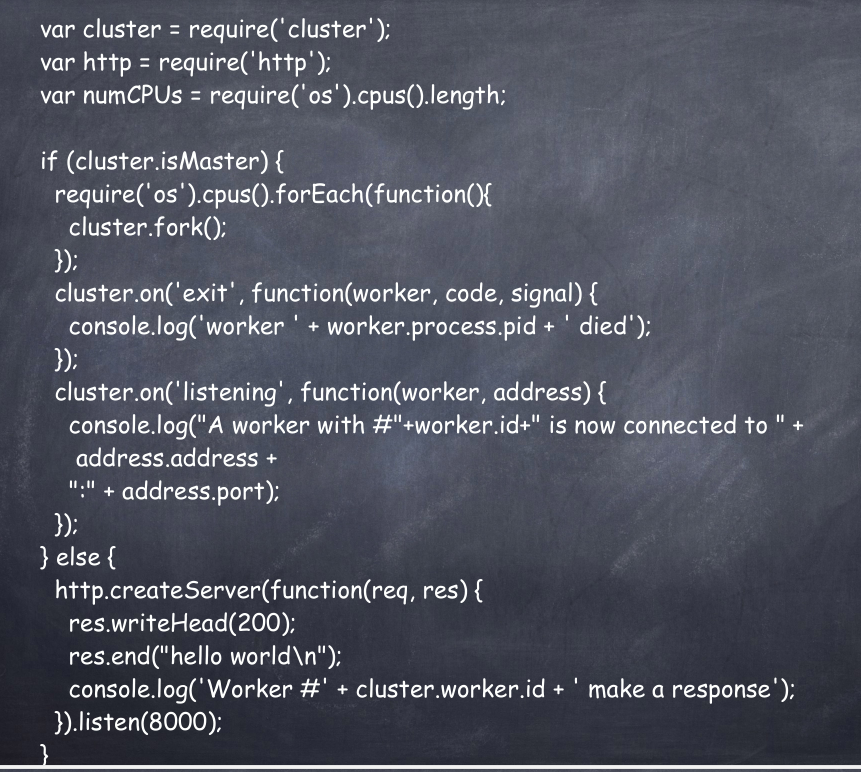 var cluster = require('cluster');
var http = require('http');
var numCPUs = require('os').cpus().length;

if (cluster.isMaster) {
  require('os').cpus().forEach(function(){
    cluster.fork();
  });
  cluster.on('exit', function(worker, code, signal) {
    console.log('worker ' + worker.process.pid + ' died');
  });
  cluster.on('listening', function(worker, address) {
    console.log("A worker with #"+worker.id+" is now connected to " +
     address.address +
    ":" + address.port);
  });
} else {
  http.createServer(function(req, res) {
    res.writeHead(200);
    res.end("hello world\n");
    console.log('Worker #' + cluster.worker.id + ' make a response');
  }).listen(8000);
}